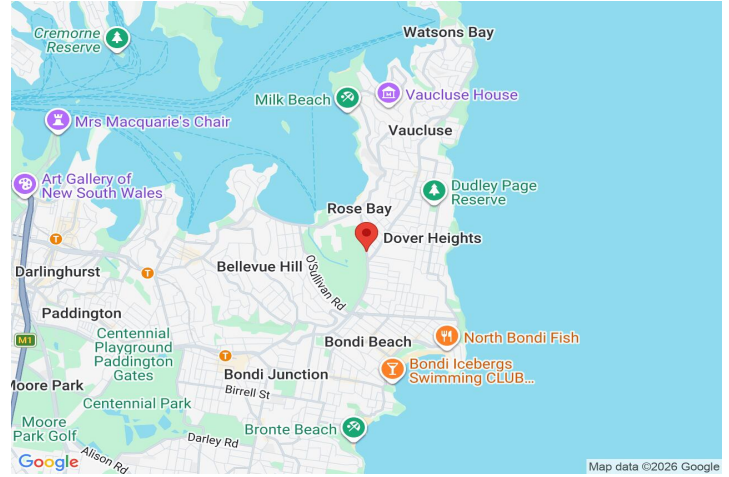 Watsons Bay
Cremorne
Reserve
Milk Beach
Vaucluse House
Mrs Macquarie's Chair
Vaucluse
Art Gallery of
New South Wales
Dudley Page
Reserve
Rose Bay
T
Dover Heights
Darlinghurst
T
Bellevue Hill
O'Sullivan Rd
Paddington
M1
Centennial
Playground
Paddington
Gates
North Bondi Fish
Bondi Beach
T
Bondi Icebergs
Swimming CLUB...
Bondi Junction
Moore Park
Birrell St
Centennial Park
Moore
Park Golf
Bronte Beach
Darley Rd
Alison Rd
Google
Map data ©2026 Google